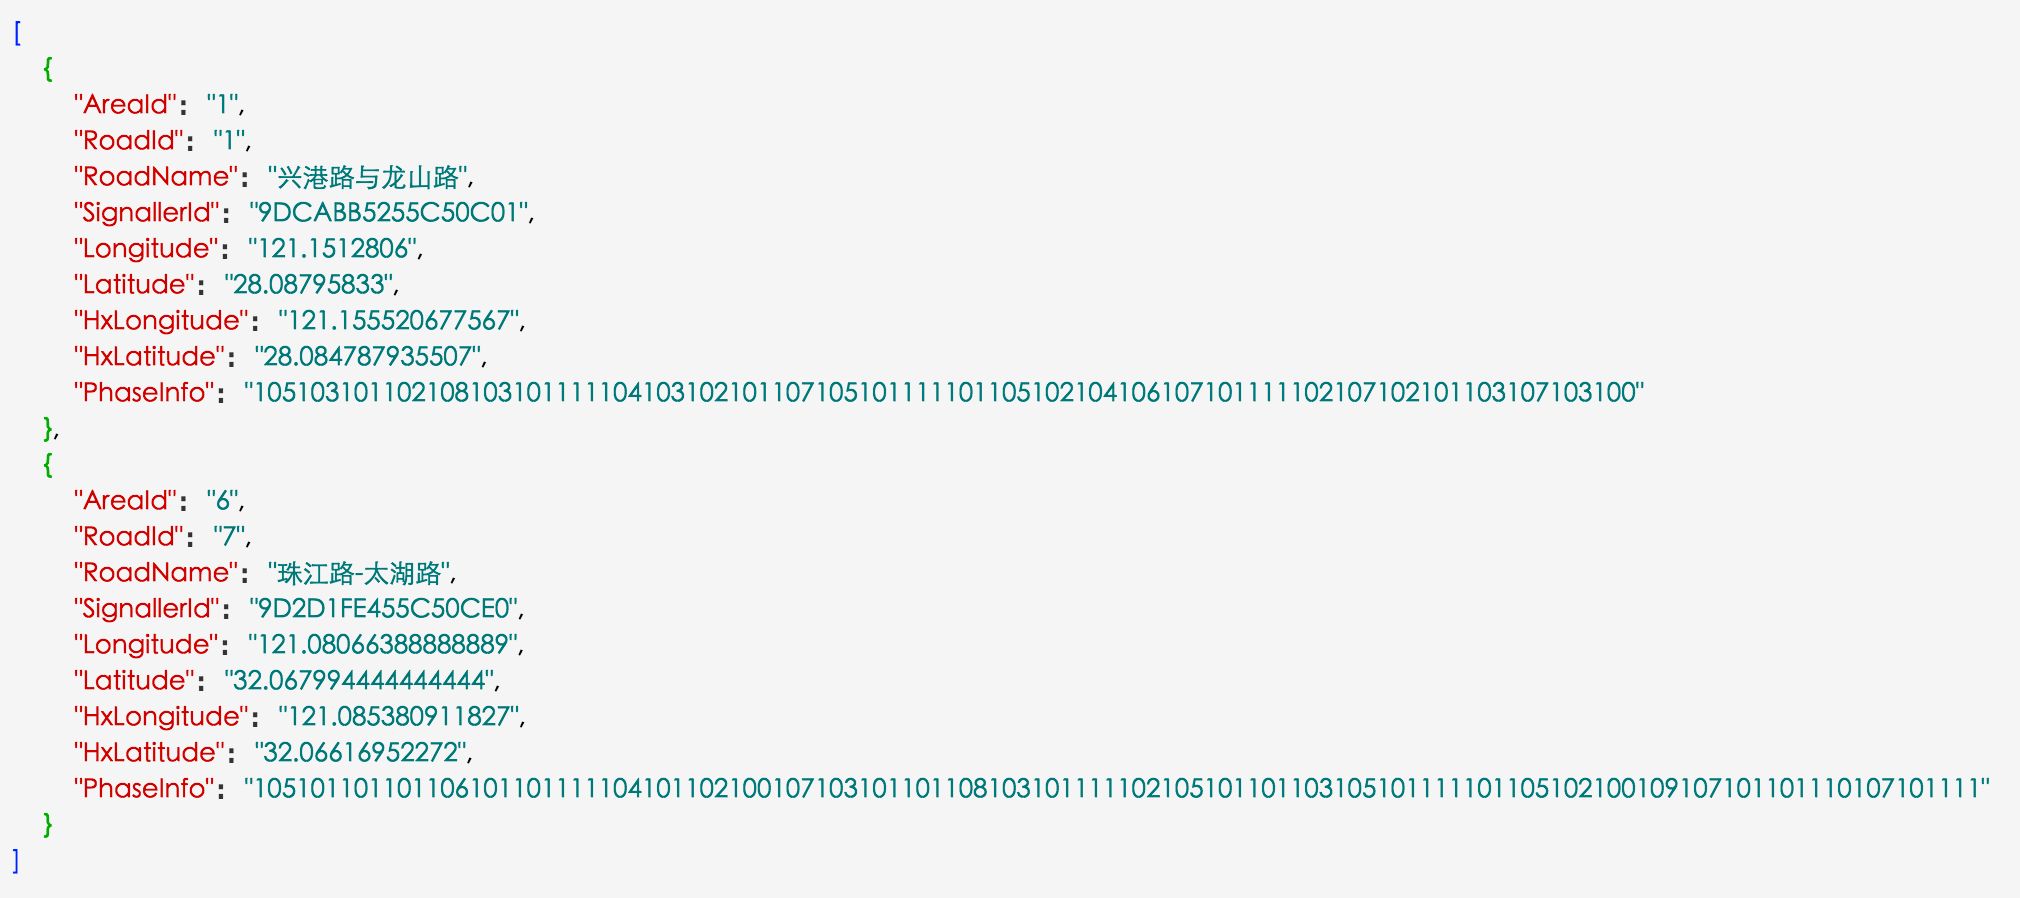 [
{
"AreaId": "1",
"RoadId": "1",
"RoadName": "兴港路与龙山路",
"SignallerId": "9DCABB5255C50C01",
"Longitude": "121.1512806",
"Latitude": "28.08795833",
"HxLongitude": "121.155520677567",
"HxLatitude": "28.084787935507",
"PhaseInfo": "105103101102108103101111104103102101107105101111101105102104106107101111102107102101103107103100"
},
{
"AreaId": "6",
"RoadId": "7",
"RoadName": "珠江路-太湖路",
"SignallerId": "9D2D1FE455C50CE0",
"Longitude": "121.08066388888889",
"Latitude": "32.067994444444444",
"HxLongitude": "121.085380911827",
"HxLatitude": "32.06616952272",
"PhaseInfo": "105101101101106101101111104101102100107103101101108103101111102105101101103105101111101105102100109107101101110107101111"
}
]